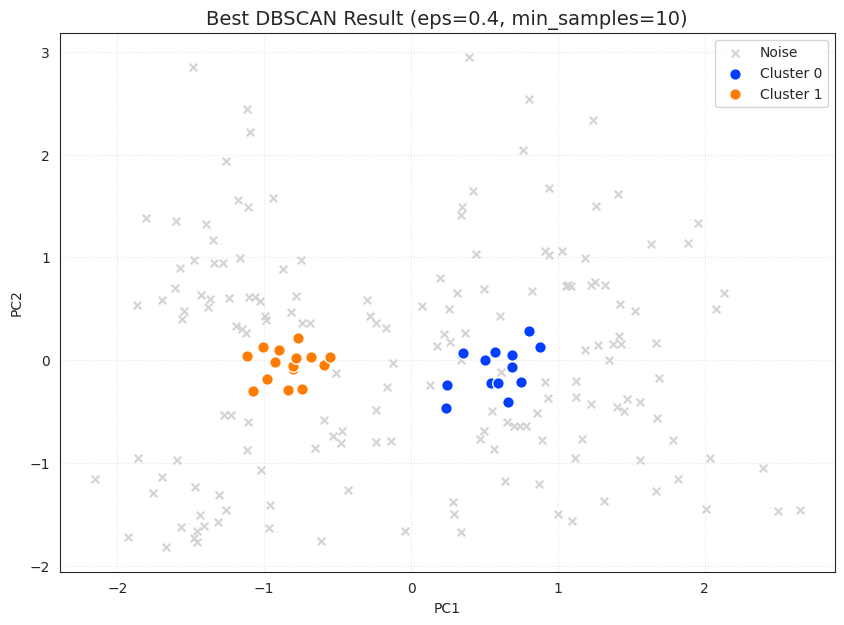 Best DBSCAN Result (eps=0.4, min_samples=10)
Noise
Cluster 0
Cluster 1
3
2
1
0
−1
−2
PC2
−2
−1
0
1
2
PC1